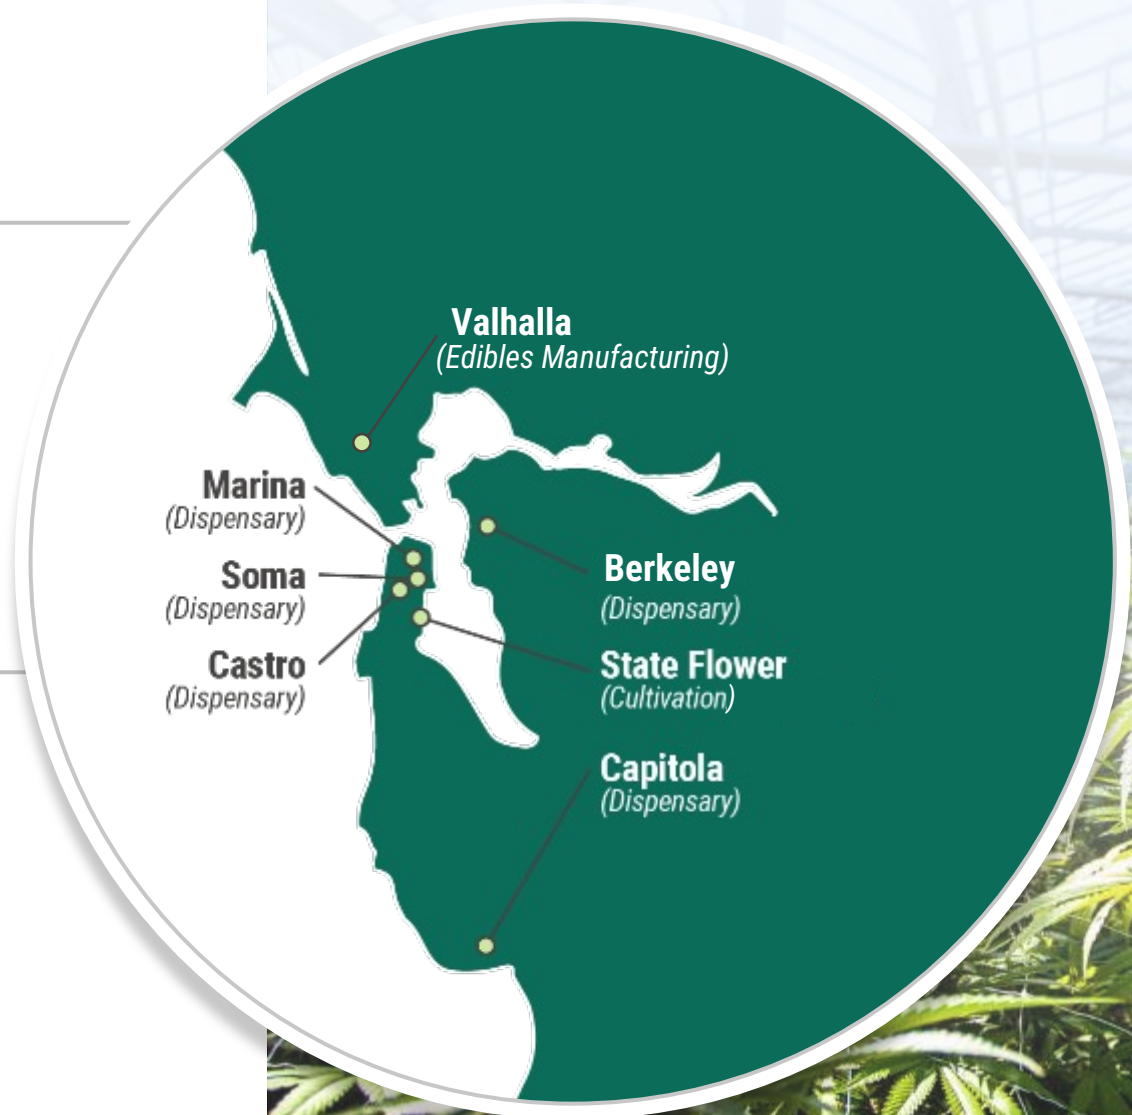 Valhalla
(Edibles Manufacturing)
Marina
(Dispensary)
Soma
(Dispensary)
Castro
(Dispensary)
Berkeley
(Dispensary)
State Flower
(Cultivation)
Capitola
(Dispensary)